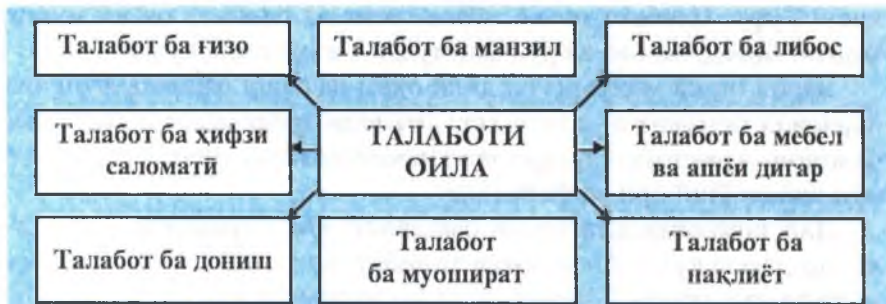 Талабот ба ғизо
Талабот ба манзил
Талабот ба либос
Талабот ба ҳифзи
саломатӣ
ТАЛАБОТИ
ОИЛА
Талабот ба мебел
ва ашёи дигар
Талабот ба дониш
Талабот
ба муошират
Талабот ба
нақлиёт